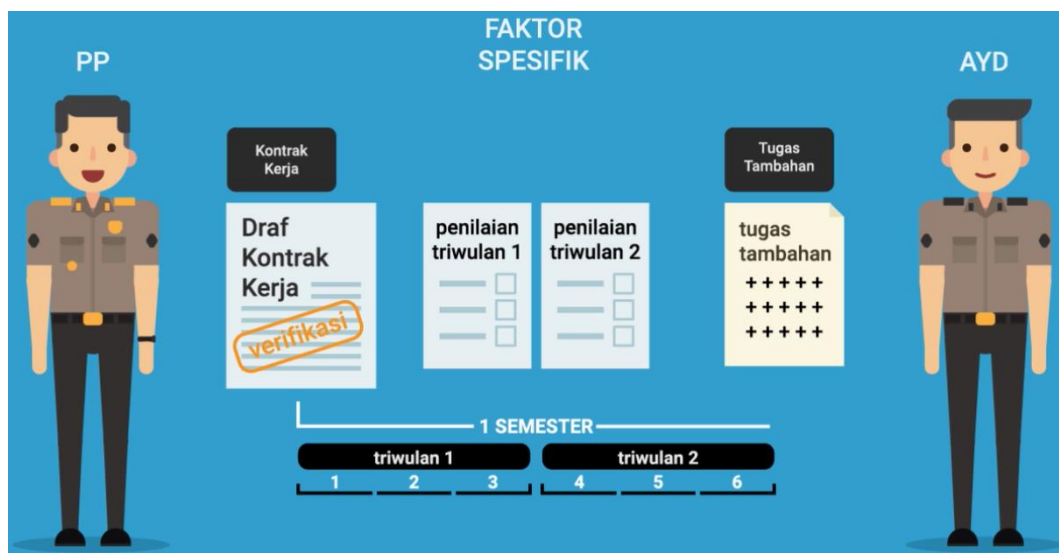 FAKTOR
SPESIFIK
PP
AYD
Kontrak
Kerja
Draf
Kontrak
Kerja
verifikasi
penilaian
triwulan 1
penilaian
triwulan 2
Tugas
Tambahan
tugas
tambahan
+ + + + +
+ + + + +
+ + + + +
1 SEMESTER
triwulan 1
triwulan 2
1 2 3 4 5 6